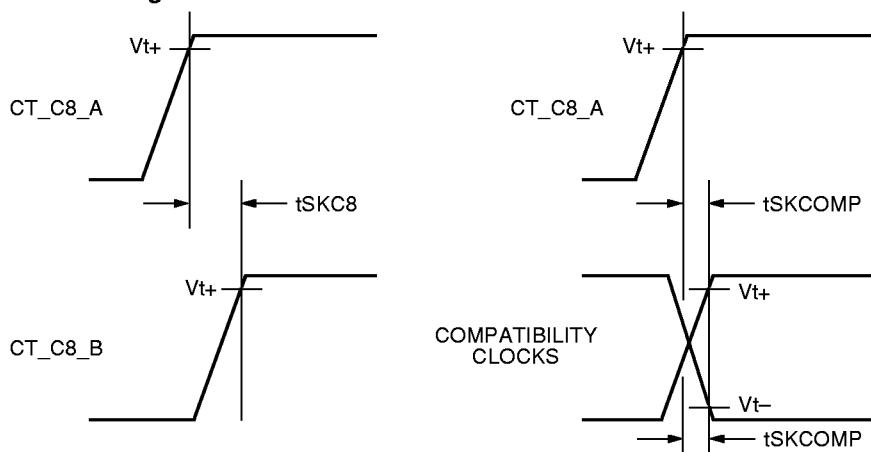 Vt+
CT_C8_A
tSKC8
Vt+
CT_C8_B
Vt+
CT_C8_A
tSKCOMP
Vt+
COMPATIBILITY
CLOCKS
Vt–
tSKCOMP